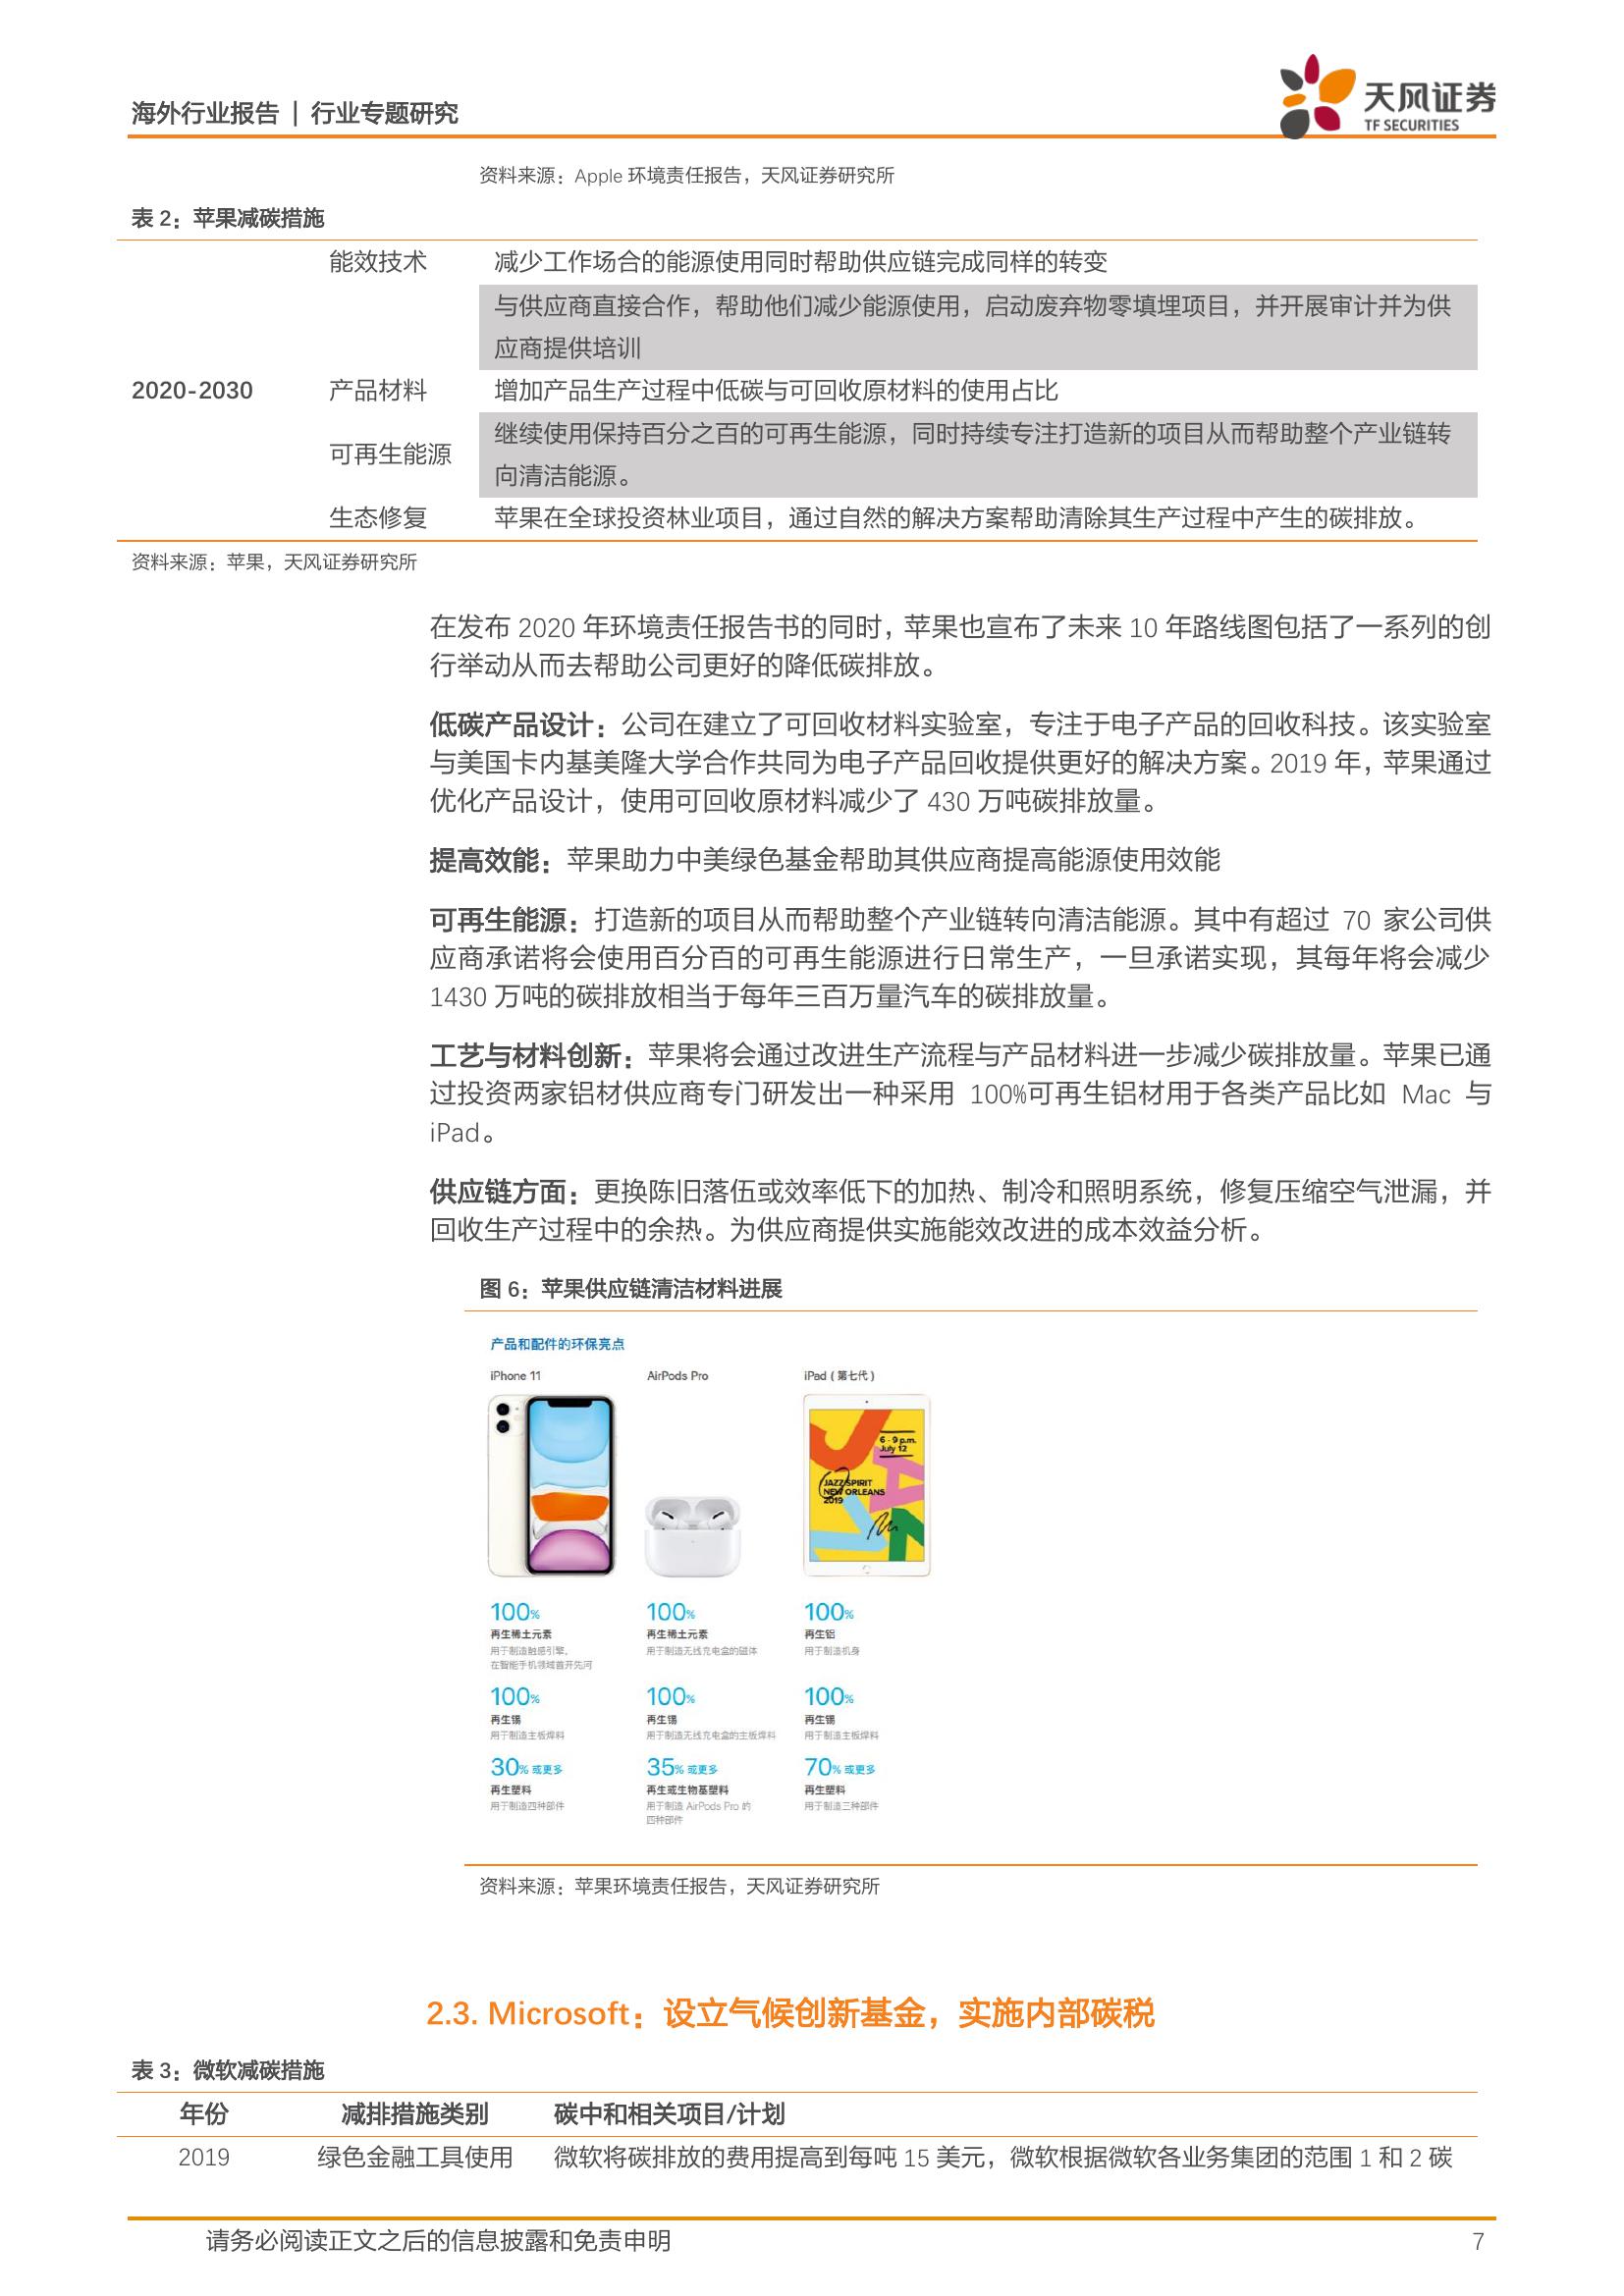 海外行业报告 | 行业专题研究
天风证券
TF SECURITIES
资料来源：Apple 环境责任报告，天风证券研究所
表 2：苹果减碳措施
能效技术 减少工作场合的能源使用同时帮助供应链完成同样的转变
与供应商直接合作，帮助他们减少能源使用，启动废弃物零填埋项目，并开展审计并为供
应商提供培训
2020-2030 产品材料 增加产品生产过程中低碳与可回收原材料的使用占比
可再生能源 继续使用保持百分之百的可再生能源，同时持续专注打造新的项目从而帮助整个产业链转
向清洁能源。
生态修复 苹果在全球投资林业项目，通过自然的解决方案帮助清除其生产过程中产生的碳排放。
资料来源：苹果，天风证券研究所
在发布 2020 年环境责任报告书的同时，苹果也宣布了未来 10 年路线图包括了一系列的创
行举动从而去帮助公司更好的降低碳排放。
低碳产品设计：公司在建立了可回收材料实验室，专注于电子产品的回收科技。该实验室
与美国卡内基美隆大学合作共同为电子产品回收提供更好的解决方案。2019 年，苹果通过
优化产品设计，使用可回收原材料减少了 430 万吨碳排放量。
提高效能：苹果助力中美绿色基金帮助其供应商提高能源使用效能
可再生能源：打造新的项目从而帮助整个产业链转向清洁能源。其中有超过 70 家公司供
应商承诺将会使用百分百的可再生能源进行日常生产，一旦承诺实现，其每年将会减少
1430 万吨的碳排放相当于每年三百万量汽车的碳排放量。
工艺与材料创新：苹果将会通过改进生产流程与产品材料进一步减少碳排放量。苹果已通
过投资两家铝材供应商专门研发出一种采用 100%可再生铝材用于各类产品比如 Mac 与
iPad。
供应链方面：更换陈旧落伍或效率低下的加热、制冷和照明系统，修复压缩空气泄漏，并
回收生产过程中的余热。为供应商提供实施能效改进的成本效益分析。
图 6：苹果供应链清洁材料进展
产品和配件的环保亮点
iPhone 11 AirPods Pro iPad（第七代）
6 - 9 p.m.
July 12
JAZZ SPIRIT
NEW ORLEANS
2019
100% 100% 100%
再生稀土元素 再生稀土元素 再生铝
用于制造触感引擎， 用于制造无线充电盒的磁体 用于制造机身
在智能手机领域首开先河
100% 100% 100%
再生锡 再生锡 再生锡
用于制造主板焊料 用于制造无线充电盒的主板焊料 用于制造主板焊料
30% 或更多 35% 或更多 70% 或更多
再生塑料 再生或生物基塑料 再生塑料
用于制造四种部件 用于制造 AirPods Pro 的 用于制造三种部件
四种部件
资料来源：苹果环境责任报告，天风证券研究所
2.3. Microsoft：设立气候创新基金，实施内部碳税
表 3：微软减碳措施
年份 减排措施类别 碳中和相关项目/计划
2019 绿色金融工具使用 微软将碳排放的费用提高到每吨 15 美元，微软根据微软各业务集团的范围 1 和 2 碳
请务必阅读正文之后的信息披露和免责申明 7